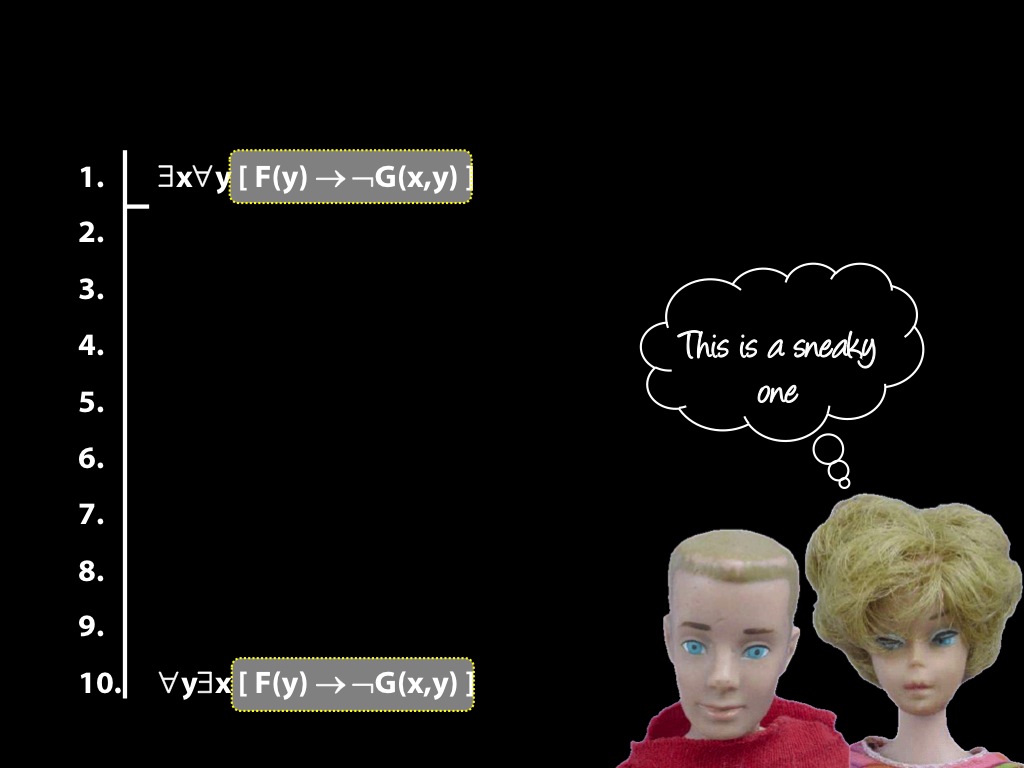 1. ∃x∀y [ F(y) → ¬G(x,y) ]
2.
3.
4.
5.
6.
7.
8.
9.
10. ∀y∃x [ F(y) → ¬G(x,y) ]
This is a sneaky
one